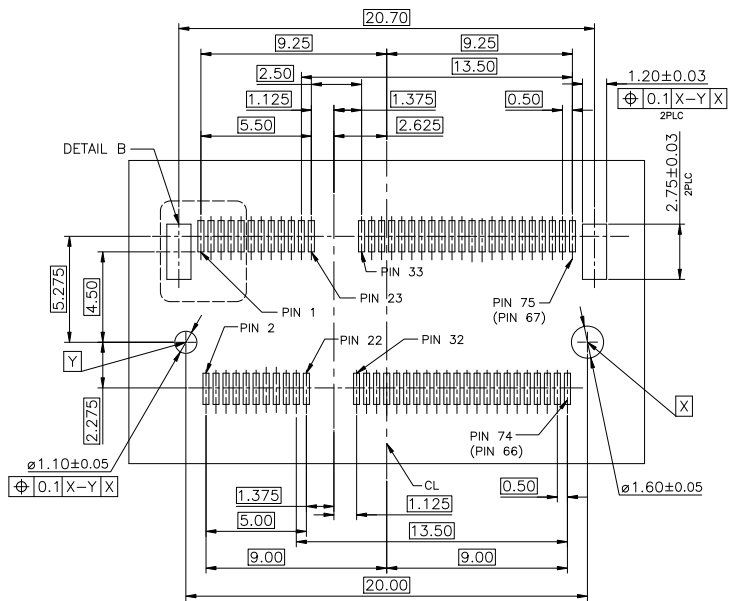 20.70
9.25 9.25
13.50
2.50
1.125 1.375 0.50
5.50 2.625
1.20±0.03
⌖ 0.1 X-Y X
2PLC
2.75±0.03
2PLC
DETAIL B
5.275
4.50
PIN 33
PIN 23
PIN 1
PIN 75
(PIN 67)
PIN 2
PIN 22
PIN 32
Y
X
2.275
PIN 74
(PIN 66)
ø1.10±0.05
⌖ 0.1 X-Y X
CL
ø1.60±0.05
1.375 1.125 0.50
5.00
13.50
9.00 9.00
20.00